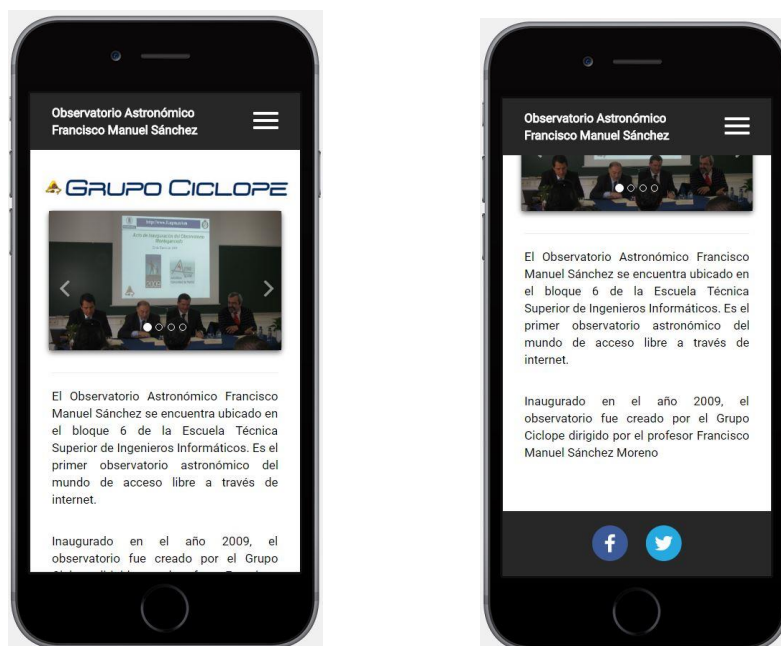 Observatorio Astronómico
Francisco Manuel Sánchez
GRUPO CICLOPE
El Observatorio Astronómico Francisco
Manuel Sánchez se encuentra ubicado en
el bloque 6 de la Escuela Técnica
Superior de Ingenieros Informáticos. Es el
primer observatorio astronómico del
mundo de acceso libre a través de
internet.
Inaugurado en el año 2009, el
observatorio fue creado por el Grupo
Observatorio Astronómico
Francisco Manuel Sánchez
El Observatorio Astronómico Francisco
Manuel Sánchez se encuentra ubicado en
el bloque 6 de la Escuela Técnica
Superior de Ingenieros Informáticos. Es el
primer observatorio astronómico del
mundo de acceso libre a través de
internet.
Inaugurado en el año 2009, el
observatorio fue creado por el Grupo
Ciclope dirigido por el profesor Francisco
Manuel Sánchez Moreno